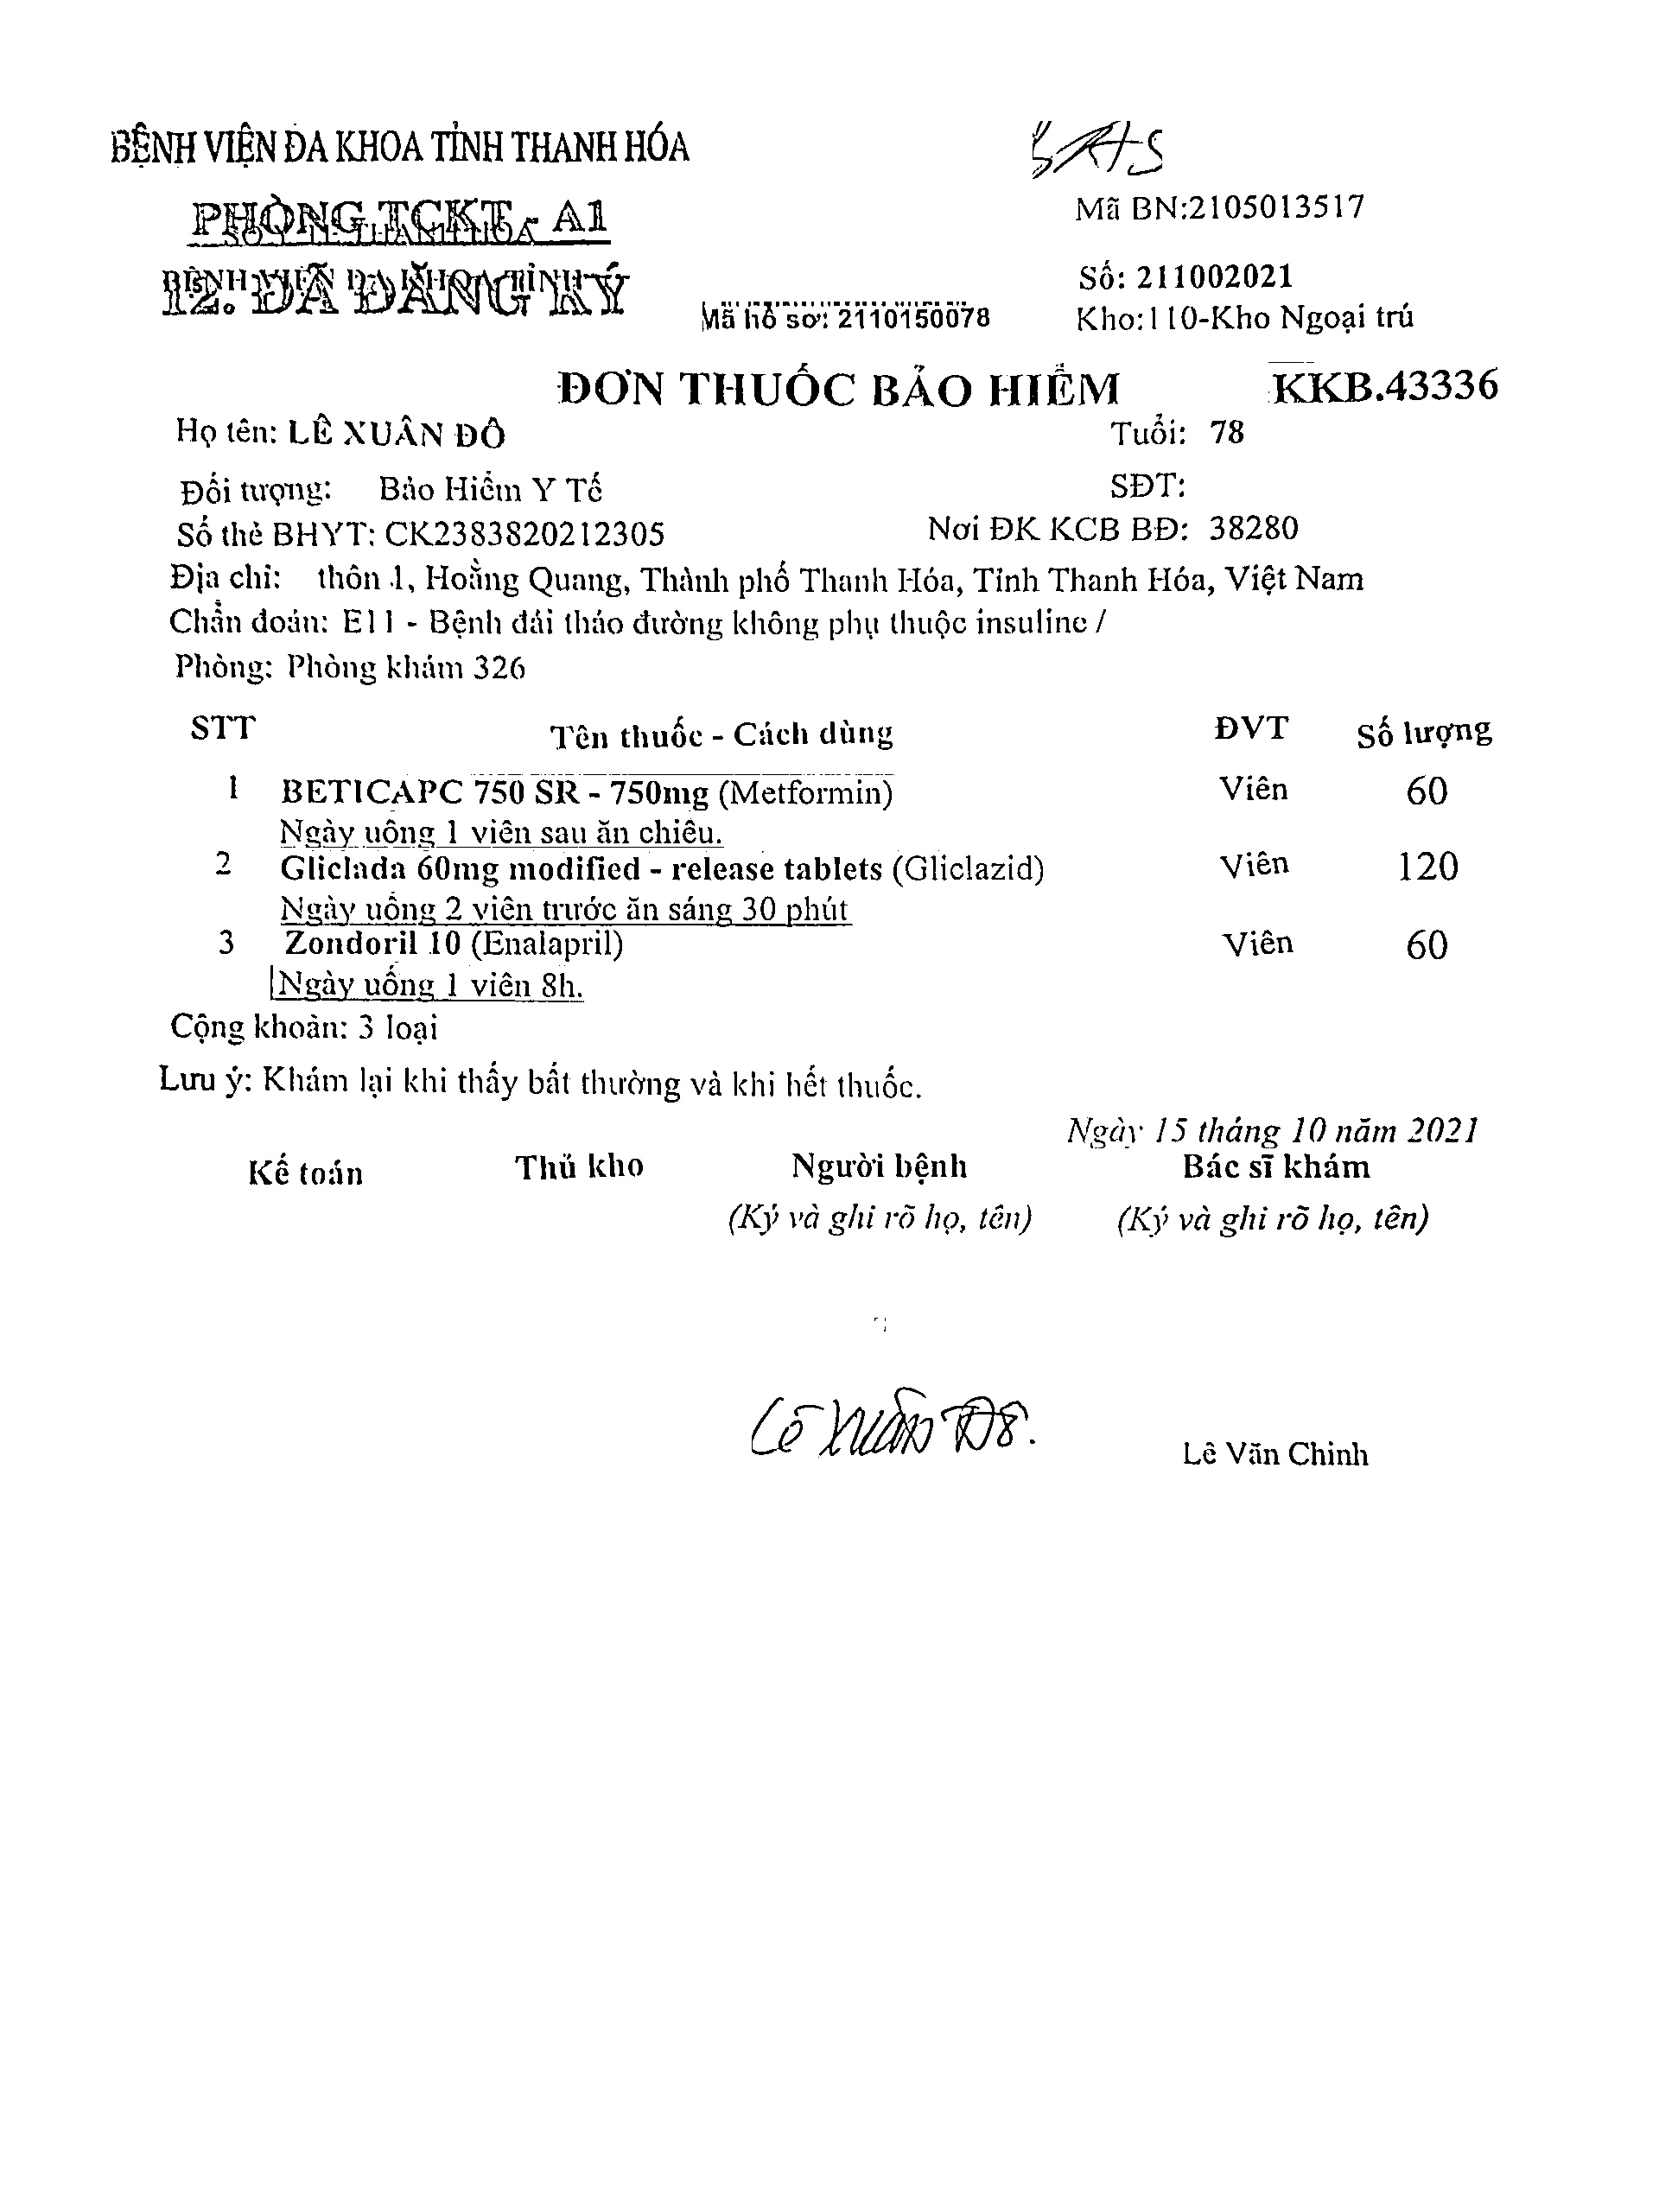 BỆNH VIỆN ĐA KHOA TỈNH THANH HÓA
PHÒNG TCKT - A1
12. ĐÃ ĐĂNG KÝ
Mã BN:2105013517
Số: 211002021
Mã hồ sơ: 2110150078
Kho:110-Kho Ngoại trú
ĐƠN THUỐC BẢO HIỂM
KKB.43336
Họ tên: LÊ XUÂN ĐÔ
Tuổi: 78
Đối tượng: Bảo Hiểm Y Tế
SĐT:
Số thẻ BHYT: CK2383820212305
Nơi ĐK KCB BĐ: 38280
Địa chỉ: thôn 1, Hoằng Quang, Thành phố Thanh Hóa, Tỉnh Thanh Hóa, Việt Nam
Chẩn đoán: E11 - Bệnh đái tháo đường không phụ thuộc insuline /
Phòng: Phòng khám 326
STT Tên thuốc - Cách dùng ĐVT Số lượng
1 BETICAPC 750 SR - 750mg (Metformin) Viên 60
Ngày uống 1 viên sau ăn chiều.
2 Gliclada 60mg modified - release tablets (Gliclazid) Viên 120
Ngày uống 2 viên trước ăn sáng 30 phút
3 Zondoril 10 (Enalapril) Viên 60
Ngày uống 1 viên 8h.
Cộng khoản: 3 loại
Lưu ý: Khám lại khi thấy bất thường và khi hết thuốc.
Ngày 15 tháng 10 năm 2021
Kế toán Thủ kho Người bệnh Bác sĩ khám
(Ký và ghi rõ họ, tên) (Ký và ghi rõ họ, tên)
Lê Xuân Đô.
Lê Văn Chinh